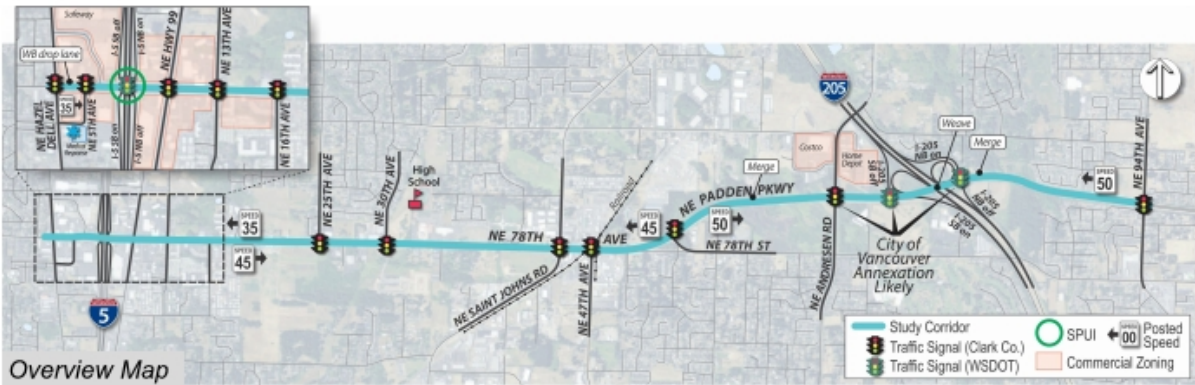 Safeway
WB drop lane
I-5 SB off
I-5 NB on
NE HWY 99
NE 13TH AVE
SPEED
35
NE HAZEL
DELL AVE
NE 5TH AVE
I-5 SB on
I-5 NB off
NE 16TH AVE
5
SPEED
35
SPEED
45
NE 25TH AVE
NE 30TH AVE
High
School
NE 78TH
AVE
NE SAINT JOHNS RD
NE 47TH AVE
Railroad
SPEED
45
NE PADDEN PKWY
SPEED
50
NE 78TH ST
Merge
Costco
Home
Depot
INTERSTATE
205
I-205
SB off
I-205
NB on
Weave
Merge
I-205
NB off
I-205
SB on
NE ANDRESEN RD
City of
Vancouver
Annexation
Likely
SPEED
50
NE 94TH AVE
Study Corridor
Traffic Signal (Clark Co.)
Traffic Signal (WSDOT)
SPUI
SPEED
00
Posted
Speed
Commercial Zoning
Overview Map